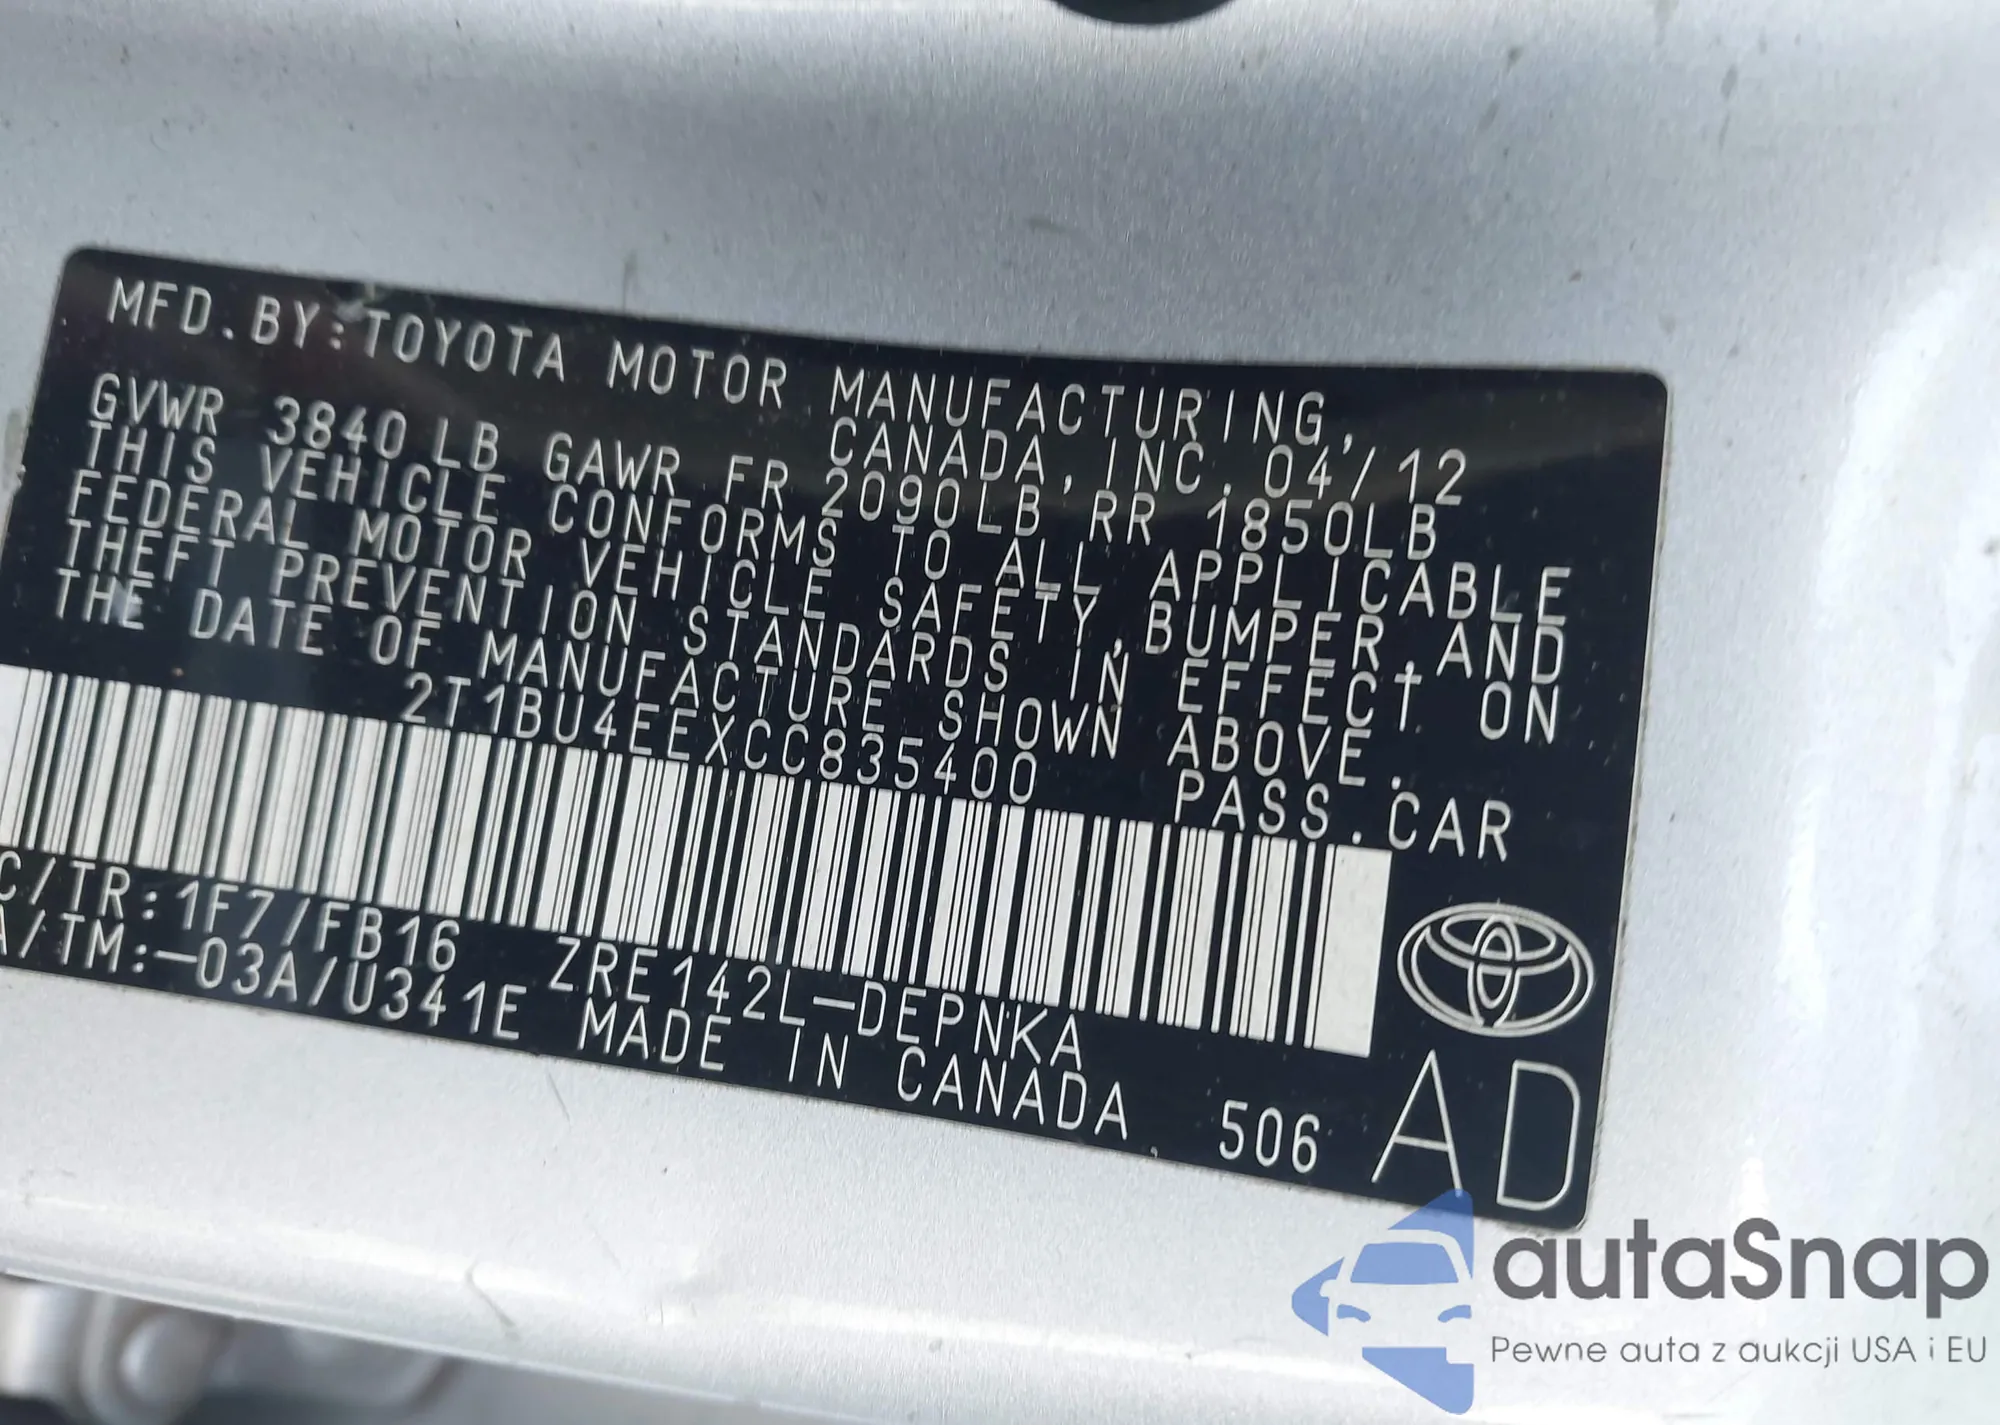 MFD.BY:TOYOTA MOTOR MANUFACTURING,
CANADA, INC. 04/12
GVWR 3840LB GAWR FR 2090LB RR 1850LB
THIS VEHICLE CONFORMS TO ALL APPLICABLE
FEDERAL MOTOR VEHICLE SAFETY,BUMPER,AND
THEFT PREVENTION STANDARDS IN EFFECT ON
THE DATE OF MANUFACTURE SHOWN ABOVE.
2T1BU4EEXCC835400 PASS.CAR
C/TR:1F7/FB16 ZRE142L-DEPNKA
A/TM:-03A/U341E MADE IN CANADA. 506 AD
autaSnap
Pewne auta z aukcji USA i EU